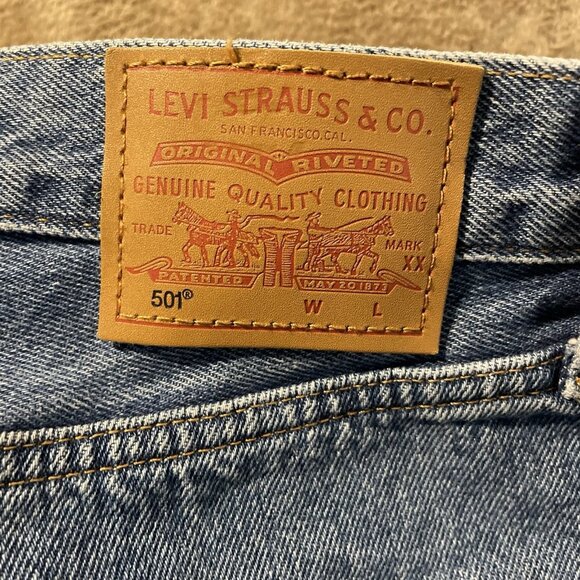 LEVI STRAUSS & CO.
SAN FRANCISCO, CAL.
ORIGINAL RIVETED
GENUINE QUALITY CLOTHING
TRADE MARK
XX
PATENTED MAY 20 1873
501® W L